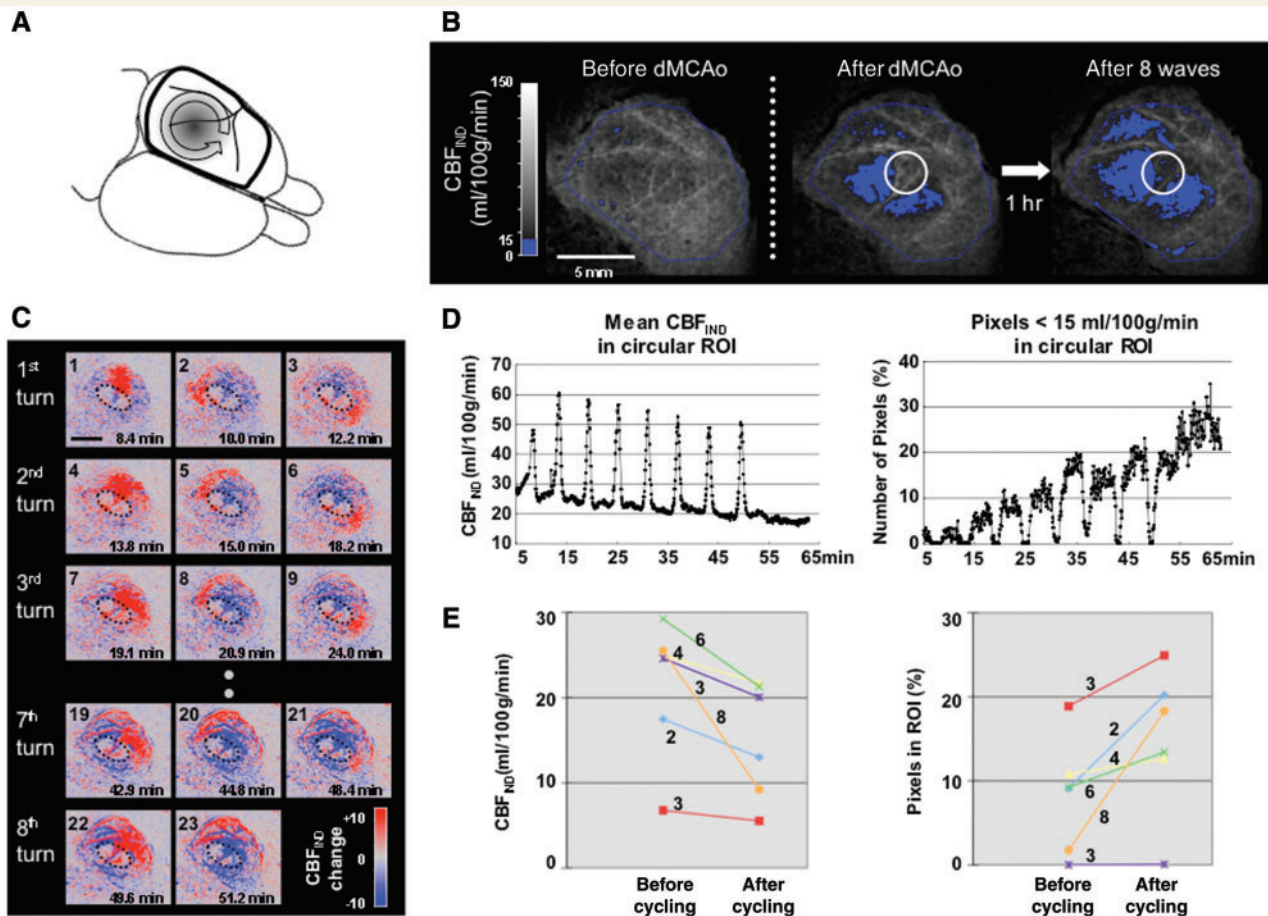 A
B
Before dMCAo
After dMCAo
After 8 waves
CBFIND
(ml/100g/min)
150
15
0
5 mm
1 hr
C
1st
turn
1
8.4 min
2
10.0 min
3
12.2 min
2nd
turn
4
13.8 min
5
15.0 min
6
18.2 min
3rd
turn
7
19.1 min
8
20.9 min
9
24.0 min
7th
turn
19
42.9 min
20
44.8 min
21
48.4 min
8th
turn
22
49.6 min
23
51.2 min
CBFIND
change
+10
0
-10
D
Mean CBFIND
in circular ROI
CBFND(ml/100g/min)
70
60
50
40
30
20
10
5 15 25 35 45 55 65min
Pixels < 15 ml/100g/min
in circular ROI
Number of Pixels (%)
40
30
20
10
0
5 15 25 35 45 55 65min
E
CBFND(ml/100g/min)
30
20
10
0
6
4
3
8
2
3
Before
cycling
After
cycling
Pixels in ROI (%)
30
20
10
0
3
2
4
6
8
3
Before
cycling
After
cycling